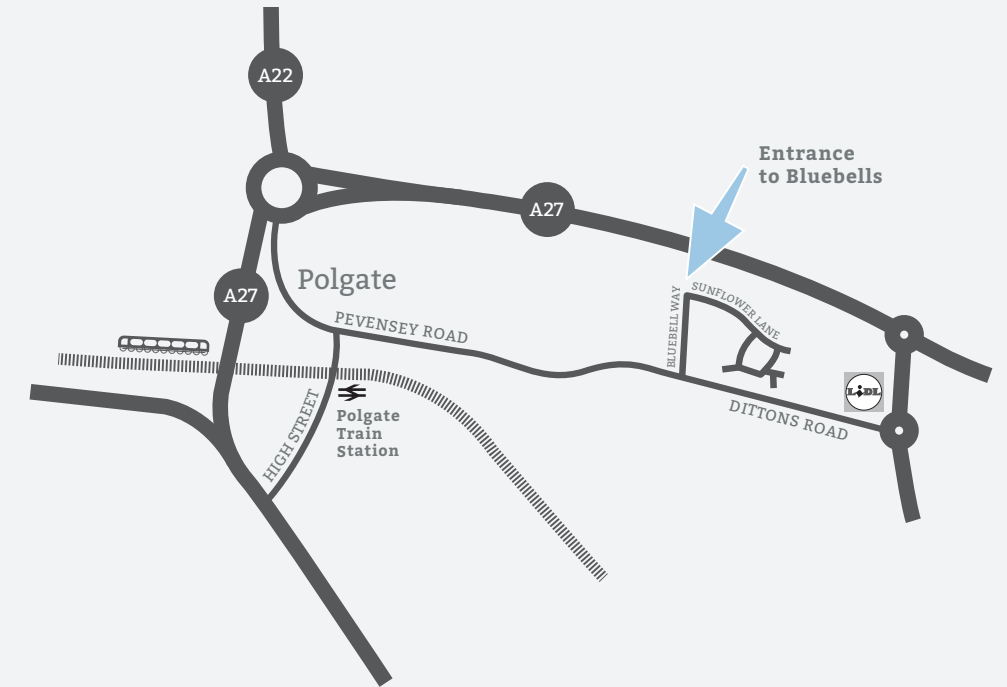 A22
Entrance
to Bluebells
A27
Polgate
A27
SUNFLOWER LANE
BLUEBELL WAY
PEVENSEY ROAD
LiDL
HIGH STREET
Polgate
Train
Station
DITTONS ROAD